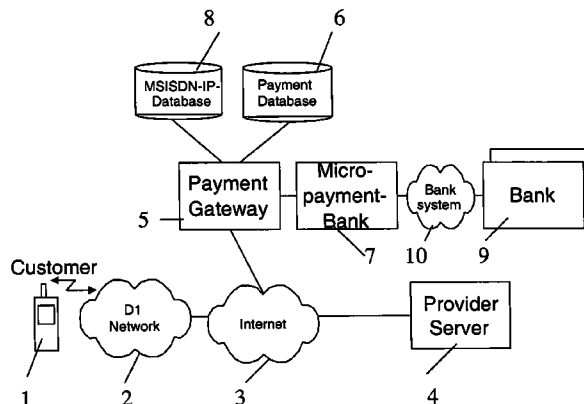 8
6
MSISDN-IP-
Database
Payment
Database
Payment
Gateway
Micro-
payment-
Bank
Bank
system
Bank
5
7
10
9
Customer
D1
Network
Internet
Provider
Server
1
2
3
4